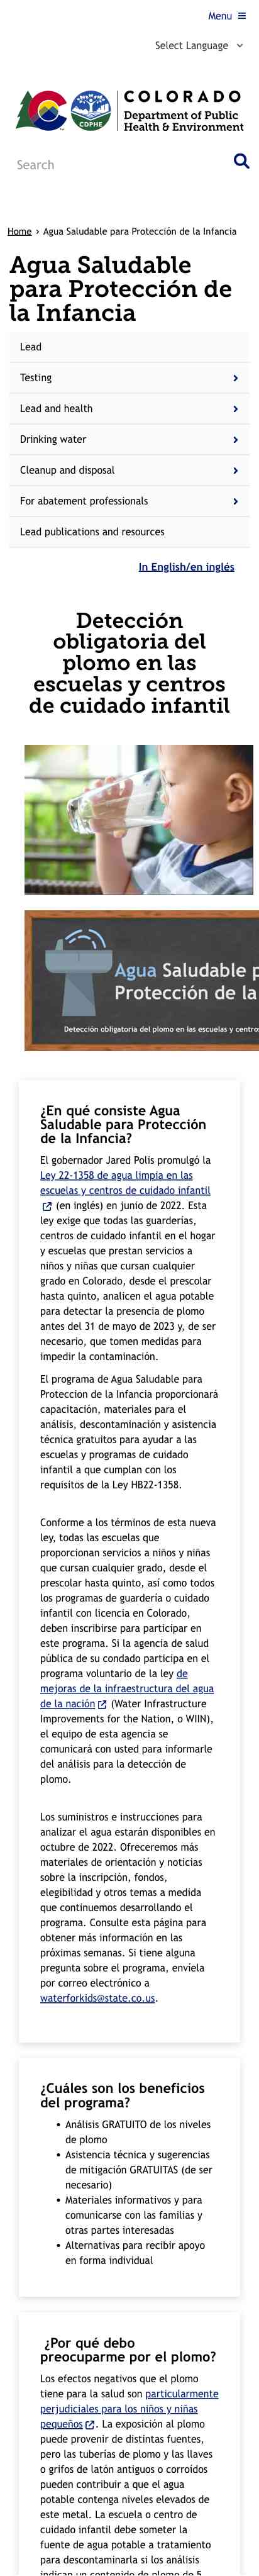 Menu
Select Language
COLORADO
Department of Public
Health & Environment
CDPHE
Search
Home › Agua Saludable para Protección de la Infancia
Agua Saludable
para Protección de
la Infancia
Lead
Testing
Lead and health
Drinking water
Cleanup and disposal
For abatement professionals
Lead publications and resources
In English/en inglés
Detección
obligatoria del
plomo en las
escuelas y centros
de cuidado infantil
Agua Saludable p
Protección de la
Detección obligatoria del plomo en las escuelas y centro
¿En qué consiste Agua
Saludable para Protección
de la Infancia?
El gobernador Jared Polis promulgó la
Ley 22-1358 de agua limpia en las
escuelas y centros de cuidado infantil
(en inglés) en junio de 2022. Esta
ley exige que todas las guarderías,
centros de cuidado infantil en el hogar
y escuelas que prestan servicios a
niños y niñas que cursan cualquier
grado en Colorado, desde el prescolar
hasta quinto, analicen el agua potable
para detectar la presencia de plomo
antes del 31 de mayo de 2023 y, de ser
necesario, que tomen medidas para
impedir la contaminación.
El programa de Agua Saludable para
Proteccion de la Infancia proporcionará
capacitación, materiales para el
análisis, descontaminación y asistencia
técnica gratuitos para ayudar a las
escuelas y programas de cuidado
infantil a que cumplan con los
requisitos de la Ley HB22-1358.
Conforme a los términos de esta nueva
ley, todas las escuelas que
proporcionan servicios a niños y niñas
que cursan cualquier grado, desde el
prescolar hasta quinto, así como todos
los programas de guardería o cuidado
infantil con licencia en Colorado,
deben inscribirse para participar en
este programa. Si la agencia de salud
pública de su condado participa en el
programa voluntario de la ley de
mejoras de la infraestructura del agua
de la nación (Water Infrastructure
Improvements for the Nation, o WIIN),
el equipo de esta agencia se
comunicará con usted para informarle
del análisis para la detección de
plomo.
Los suministros e instrucciones para
analizar el agua estarán disponibles en
octubre de 2022. Ofreceremos más
materiales de orientación y noticias
sobre la inscripción, fondos,
elegibilidad y otros temas a medida
que continuemos desarrollando el
programa. Consulte esta página para
obtener más información en las
próximas semanas. Si tiene alguna
pregunta sobre el programa, envíela
por correo electrónico a
waterforkids@state.co.us.
¿Cuáles son los beneficios
del programa?
• Análisis GRATUITO de los niveles
de plomo
• Asistencia técnica y sugerencias
de mitigación GRATUITAS (de ser
necesario)
• Materiales informativos y para
comunicarse con las familias y
otras partes interesadas
• Alternativas para recibir apoyo
en forma individual
¿Por qué debo
preocuparme por el plomo?
Los efectos negativos que el plomo
tiene para la salud son particularmente
perjudiciales para los niños y niñas
pequeños. La exposición al plomo
puede provenir de distintas fuentes,
pero las tuberías de plomo y las llaves
o grifos de latón antiguos o corroídos
pueden contribuir a que el agua
potable contenga niveles elevados de
este metal. La escuela o centro de
cuidado infantil debe someter la
fuente de agua potable a tratamiento
para descontaminarla si los análisis
indican un contenido de plomo de 5